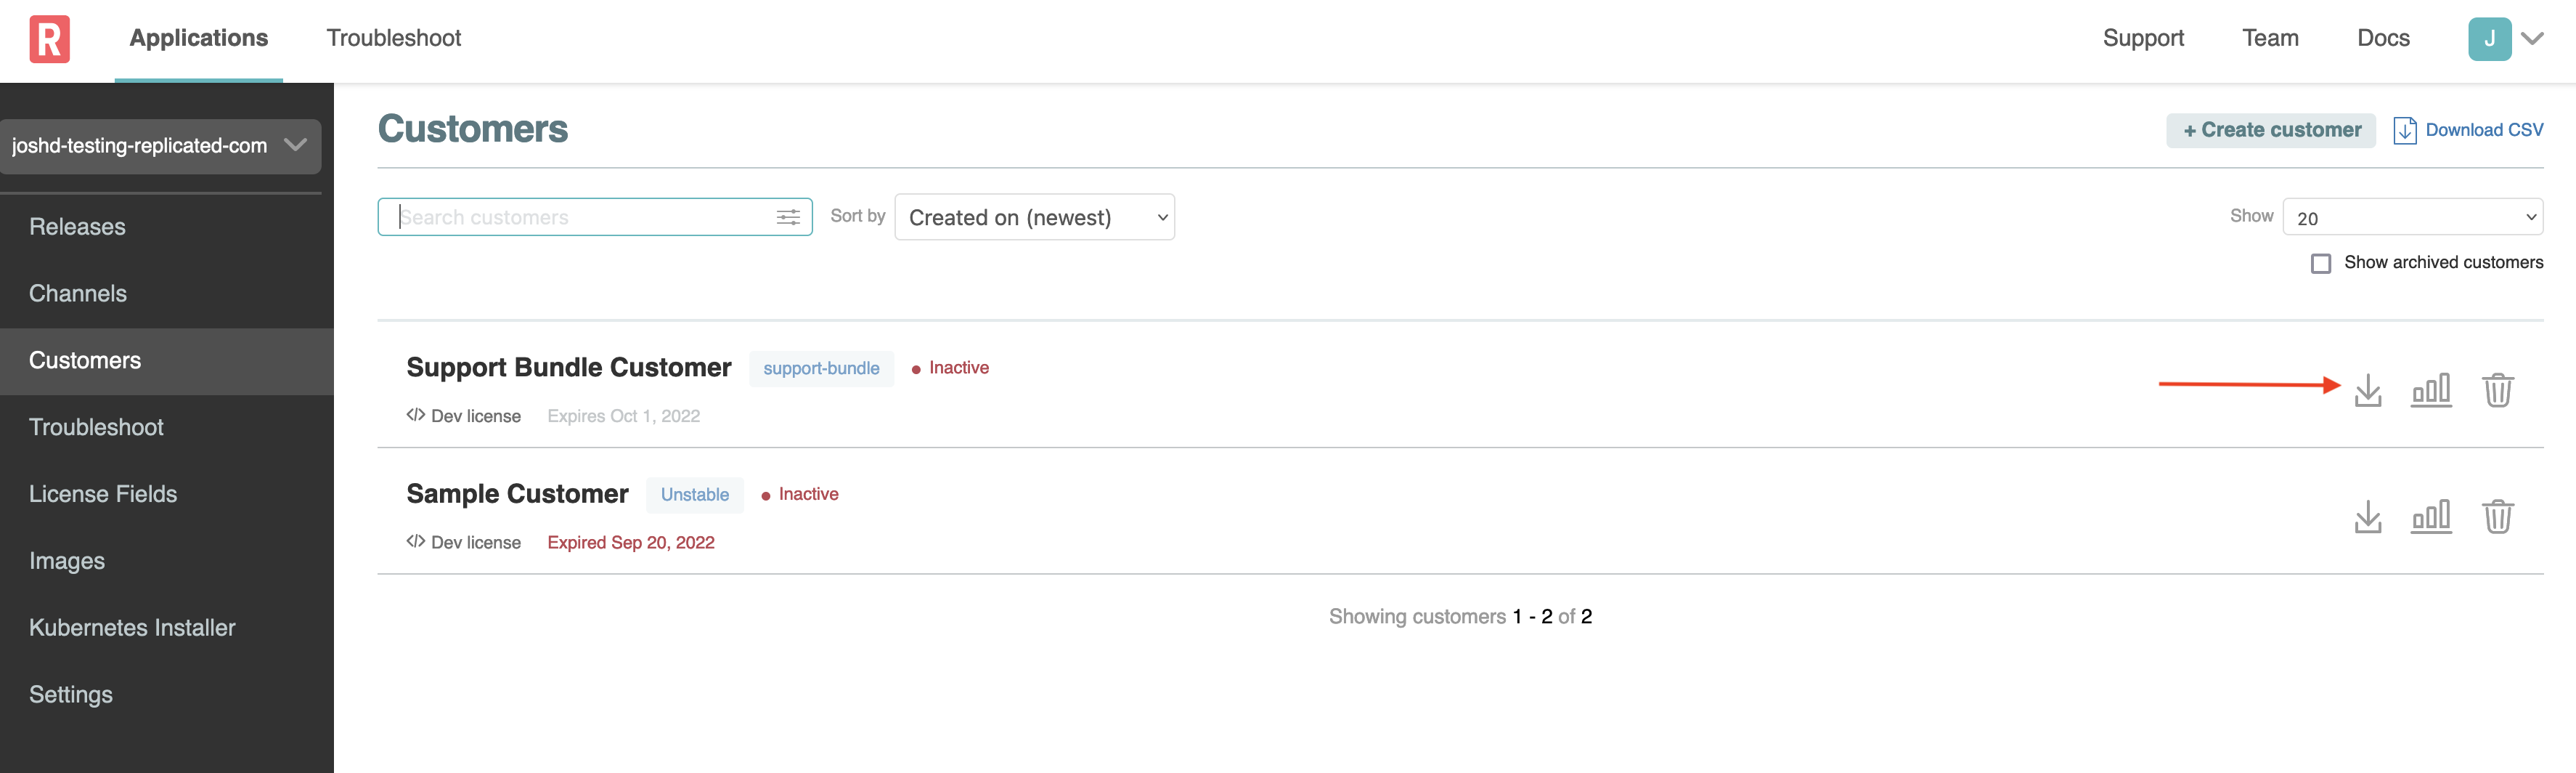 R Applications Troubleshoot Support Team Docs J
joshd-testing-replicated-com
Releases
Channels
Customers
Troubleshoot
License Fields
Images
Kubernetes Installer
Settings
Customers + Create customer Download CSV
Search customers Sort by Created on (newest) Show 20
Show archived customers
Support Bundle Customer support-bundle Inactive
</> Dev license Expires Oct 1, 2022
Sample Customer Unstable Inactive
</> Dev license Expired Sep 20, 2022
Showing customers 1 - 2 of 2